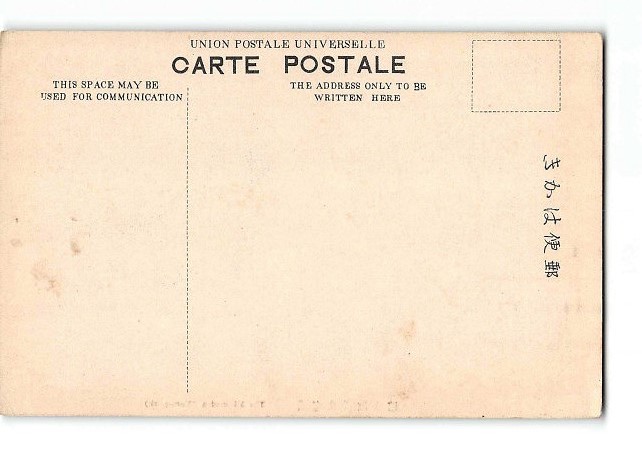 UNION POSTALE UNIVERSELLE
CARTE POSTALE
THIS SPACE MAY BE
USED FOR COMMUNICATION
THE ADDRESS ONLY TO BE
WRITTEN HERE
きかは便郵